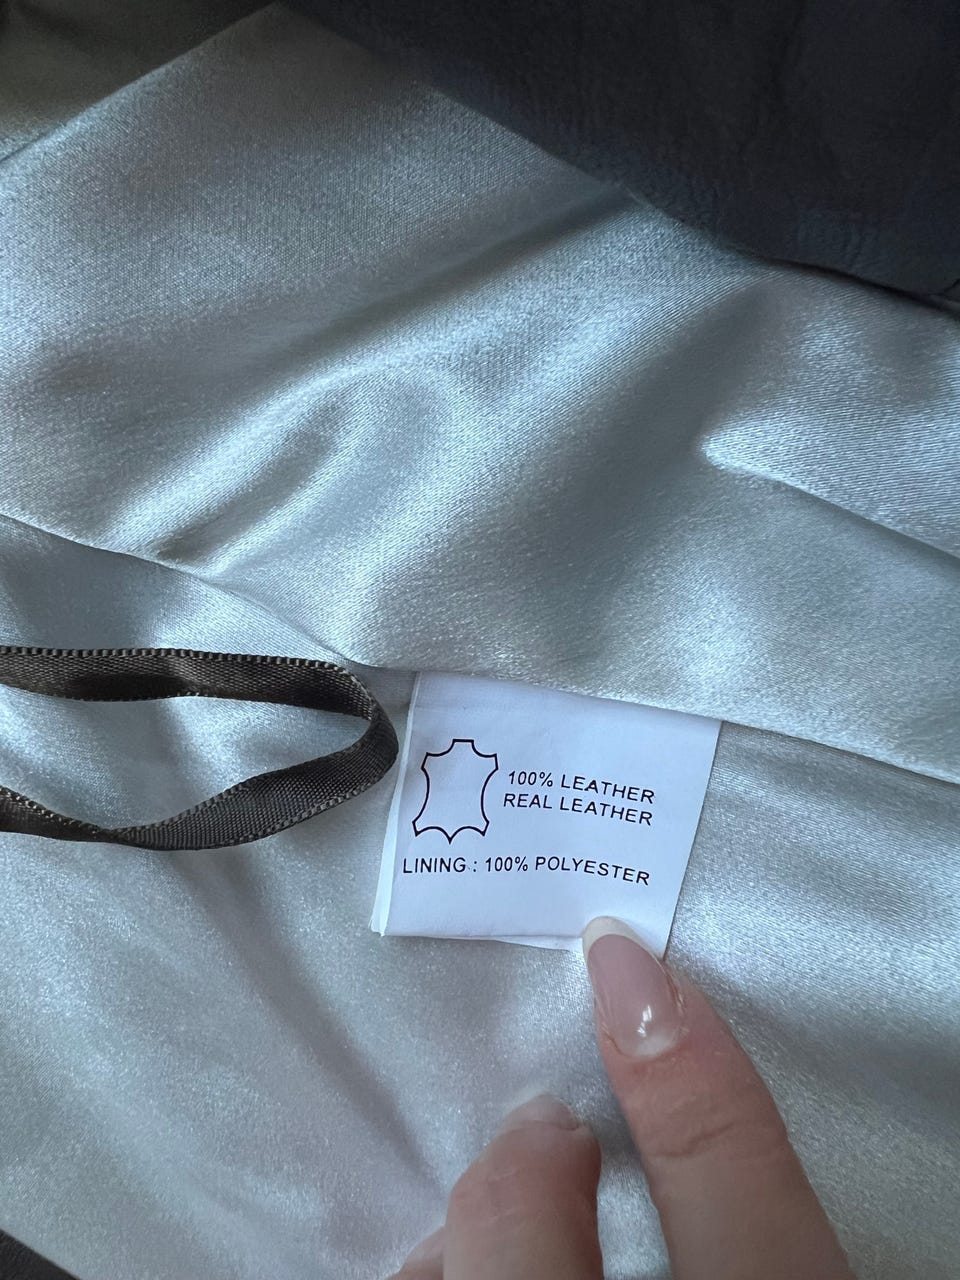 100% LEATHER
REAL LEATHER
LINING : 100% POLYESTER